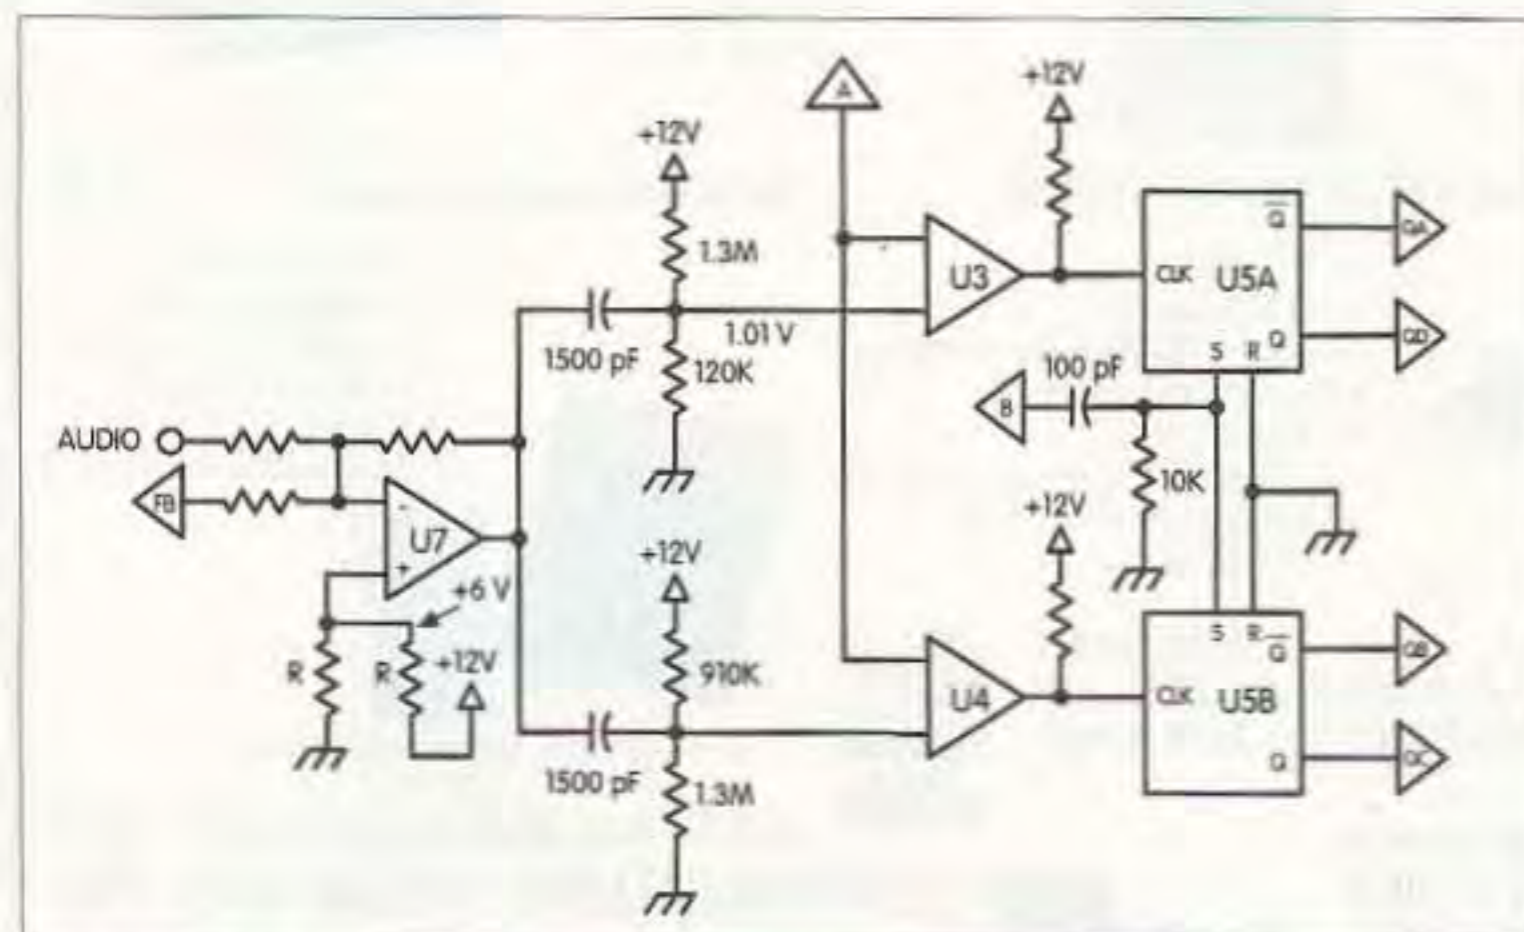 +12V
A
+12V
1.3M
1.01 V
1500 pF
120K
U3
CLK
U5A
Q
S
R
Q
QA
QD
B
100 pF
10K
AUDIO
FB
-
U7
+
+6 V
R
R
+12V
+12V
910K
1500 pF
1.3M
U4
+12V
CLK
U5B
S
R
Q
Q
QB
QC